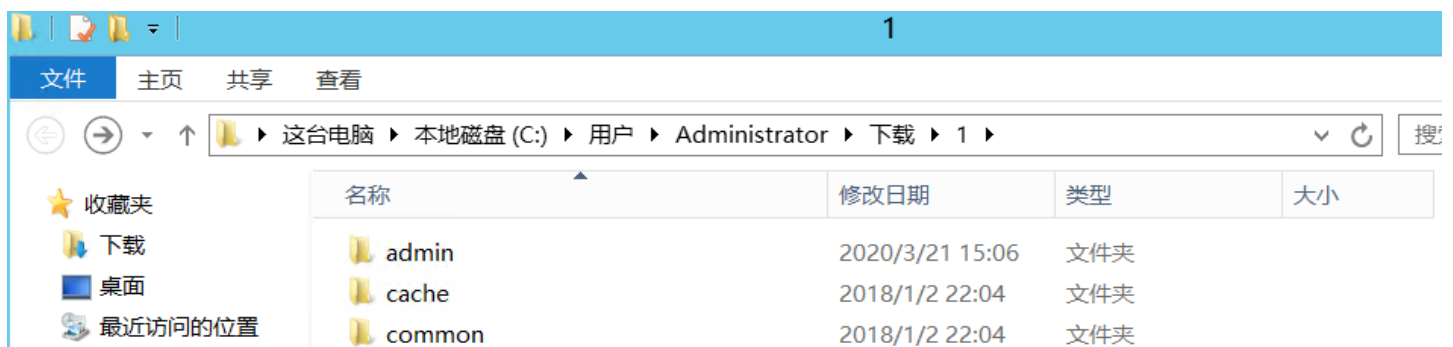 1
文件 主页 共享 查看
这台电脑 本地磁盘 (C:) 用户 Administrator 下载 1
收藏夹
下载
桌面
最近访问的位置
名称 修改日期 类型 大小
admin 2020/3/21 15:06 文件夹
cache 2018/1/2 22:04 文件夹
common 2018/1/2 22:04 文件夹